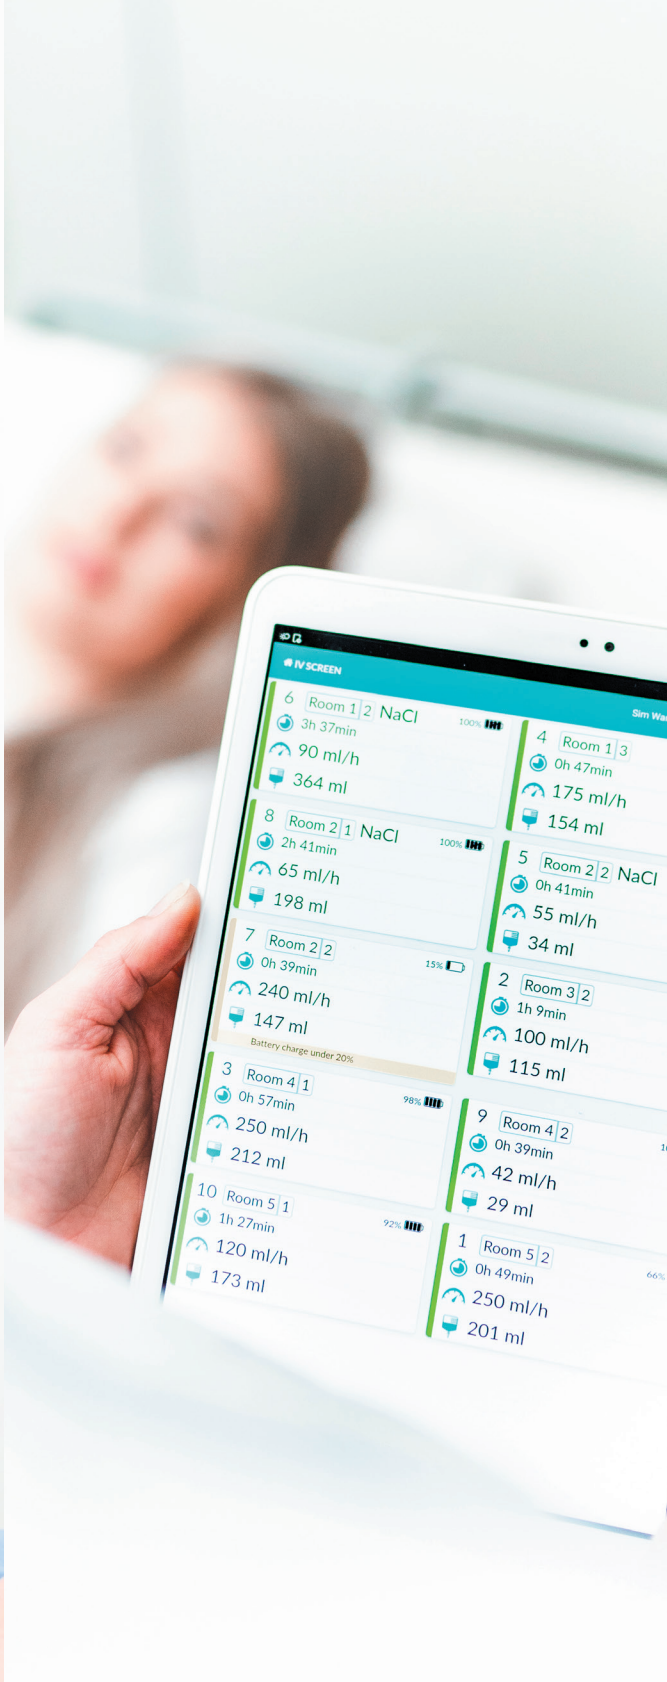 IV SCREEN
Sim Wa
6 Room 1 2 NaCl 100%
3h 37min
90 ml/h
364 ml
8 Room 2 1 NaCl 100%
2h 41min
65 ml/h
198 ml
7 Room 2 2 15%
0h 39min
240 ml/h
147 ml
Battery charge under 20%
3 Room 4 1 98%
0h 57min
250 ml/h
212 ml
10 Room 5 1 92%
1h 27min
120 ml/h
173 ml
4 Room 1 3
0h 47min
175 ml/h
154 ml
5 Room 2 2 NaCl
0h 41min
55 ml/h
34 ml
2 Room 3 2
1h 9min
100 ml/h
115 ml
9 Room 4 2
0h 39min
42 ml/h
29 ml
1 Room 5 2 66%
0h 49min
250 ml/h
201 ml